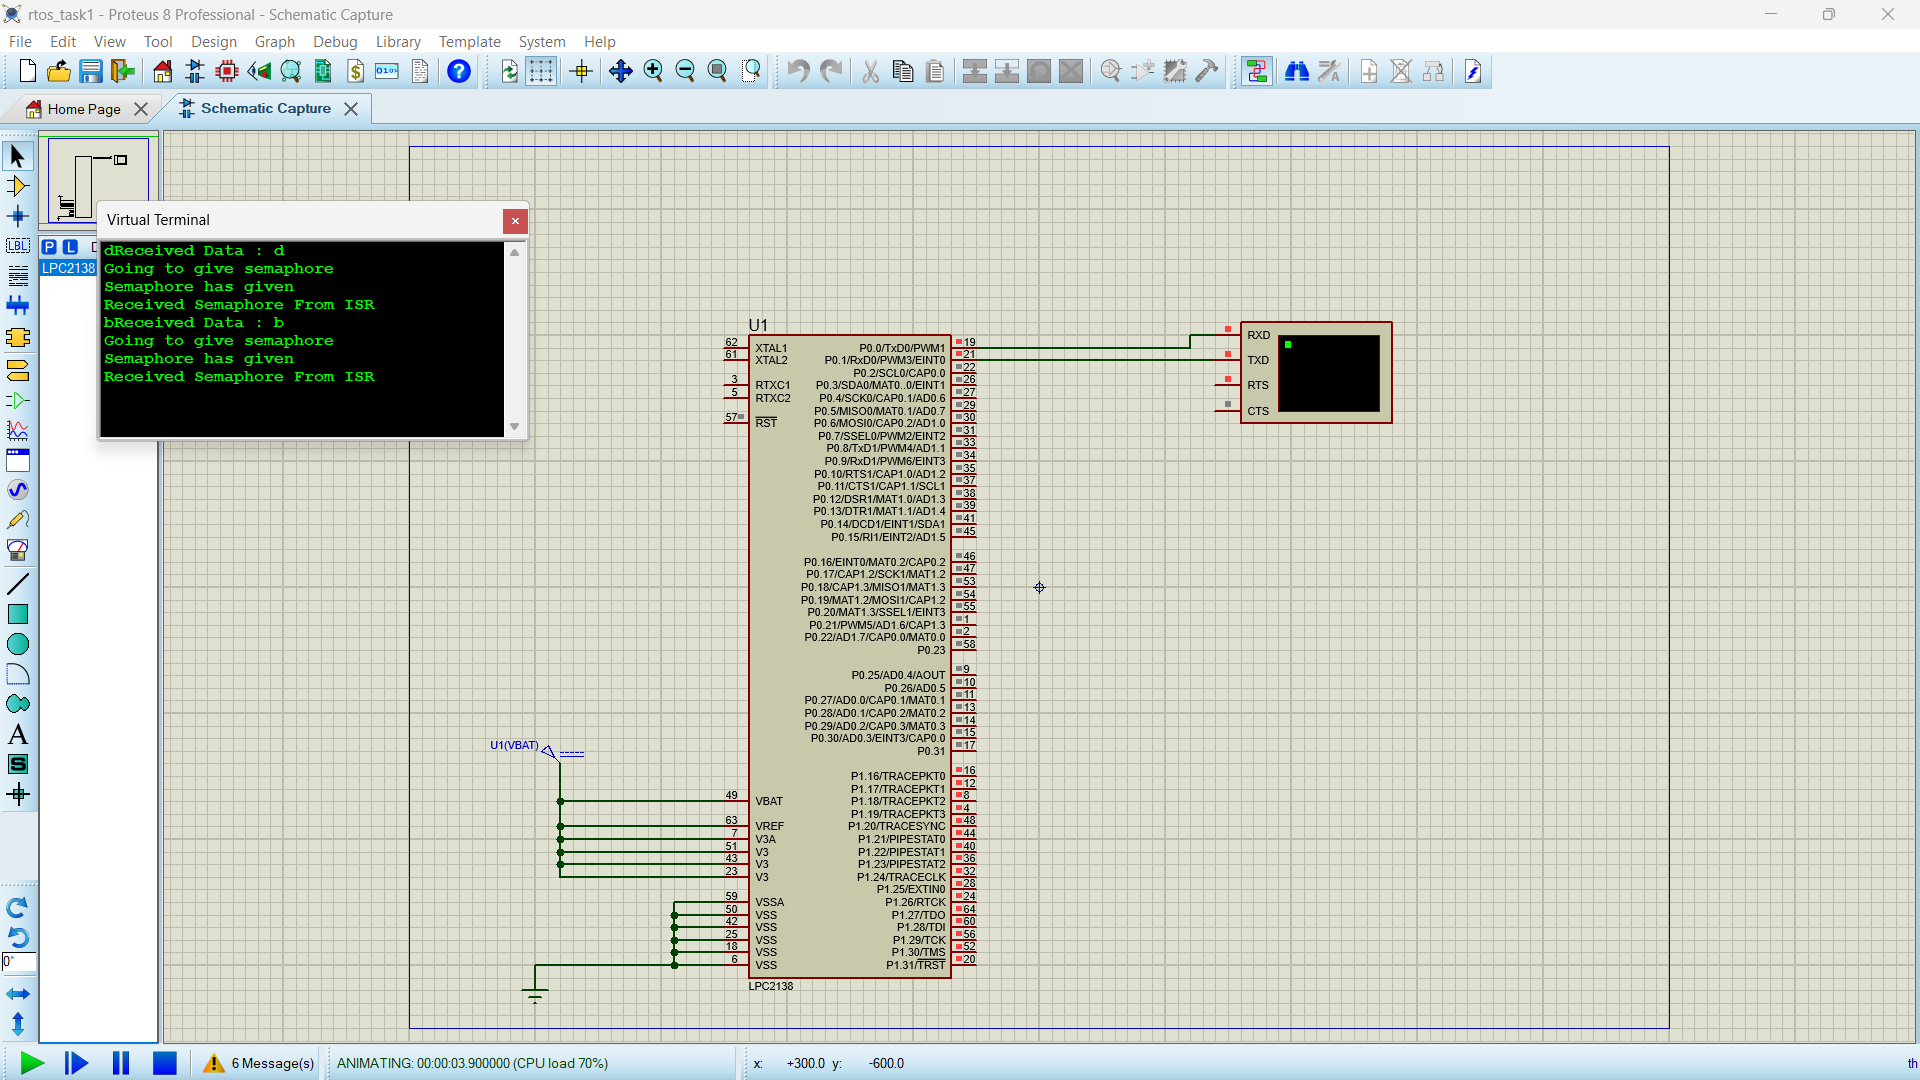 rtos_task1 - Proteus 8 Professional - Schematic Capture
File Edit View Tool Design Graph Debug Library Template System Help
Home Page
Schematic Capture
Virtual Terminal
dReceived Data : d
Going to give semaphore
Semaphore has given
Received Semaphore From ISR
bReceived Data : b
Going to give semaphore
Semaphore has given
Received Semaphore From ISR
LBL
P L D
LPC2138
A
S
0°
U1
62 XTAL1
61 XTAL2
3 RTXC1
5 RTXC2
57 RST
49 VBAT
63 VREF
7 V3A
51 V3
43 V3
23 V3
59 VSSA
50 VSS
42 VSS
25 VSS
18 VSS
6 VSS
P0.0/TxD0/PWM1 19
P0.1/RxD0/PWM3/EINT0 21
P0.2/SCL0/CAP0.0 22
P0.3/SDA0/MAT0..0/EINT1 26
P0.4/SCK0/CAP0.1/AD0.6 27
P0.5/MISO0/MAT0.1/AD0.7 29
P0.6/MOSI0/CAP0.2/AD1.0 30
P0.7/SSEL0/PWM2/EINT2 31
P0.8/TxD1/PWM4/AD1.1 33
P0.9/RxD1/PWM6/EINT3 34
P0.10/RTS1/CAP1.0/AD1.2 35
P0.11/CTS1/CAP1.1/SCL1 37
P0.12/DSR1/MAT1.0/AD1.3 38
P0.13/DTR1/MAT1.1/AD1.4 39
P0.14/DCD1/EINT1/SDA1 41
P0.15/RI1/EINT2/AD1.5 45
P0.16/EINT0/MAT0.2/CAP0.2 46
P0.17/CAP1.2/SCK1/MAT1.2 47
P0.18/CAP1.3/MISO1/MAT1.3 53
P0.19/MAT1.2/MOSI1/CAP1.2 54
P0.20/MAT1.3/SSEL1/EINT3 55
P0.21/PWM5/AD1.6/CAP1.3 1
P0.22/AD1.7/CAP0.0/MAT0.0 2
P0.23 58
P0.25/AD0.4/AOUT 9
P0.26/AD0.5 10
P0.27/AD0.0/CAP0.1/MAT0.1 11
P0.28/AD0.1/CAP0.2/MAT0.2 13
P0.29/AD0.2/CAP0.3/MAT0.3 14
P0.30/AD0.3/EINT3/CAP0.0 15
P0.31 17
P1.16/TRACEPKT0 16
P1.17/TRACEPKT1 12
P1.18/TRACEPKT2 8
P1.19/TRACEPKT3 4
P1.20/TRACESYNC 48
P1.21/PIPESTAT0 44
P1.22/PIPESTAT1 40
P1.23/PIPESTAT2 36
P1.24/TRACECLK 32
P1.25/EXTIN0 28
P1.26/RTCK 24
P1.27/TDO 64
P1.28/TDI 60
P1.29/TCK 56
P1.30/TMS 52
P1.31/TRST 20
LPC2138
RXD
TXD
RTS
CTS
U1(VBAT)
6 Message(s)
ANIMATING: 00:00:03.900000 (CPU load 70%)
x: +300.0 y: -600.0
th